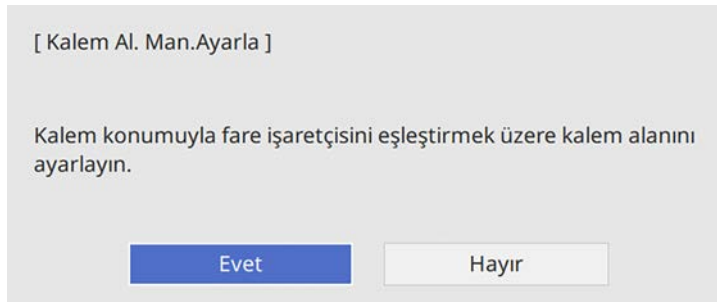 [ Kalem Al. Man.Ayarla ]
Kalem konumuyla fare işaretçisini eşleştirmek üzere kalem alanını
ayarlayın.
Evet
Hayır